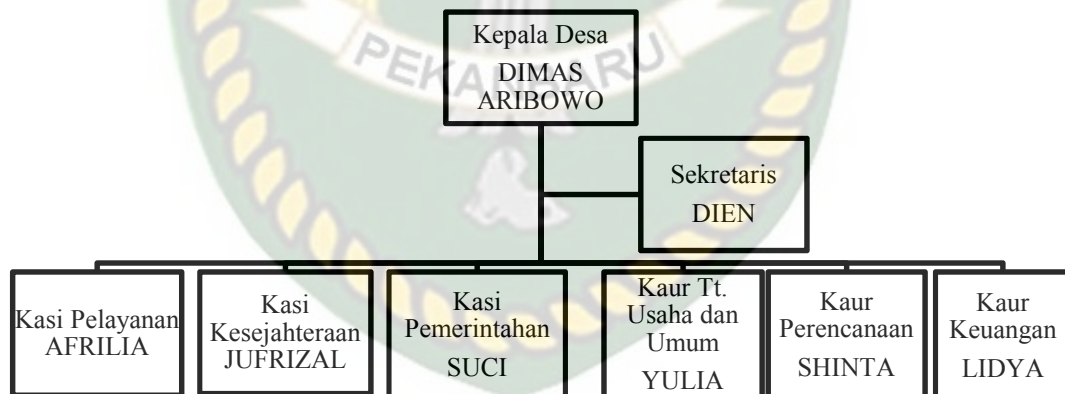 Kepala Desa
DIMAS
ARIBOWO
PEKANBARU
Sekretaris
DIEN
Kasi Pelayanan
AFRILIA
Kasi
Kesejahteraan
JUFRIZAL
Kasi
Pemerintahan
SUCI
Kaur Tt.
Usaha dan
Umum
YULIA
Kaur
Perencanaan
SHINTA
Kaur
Keuangan
LIDYA